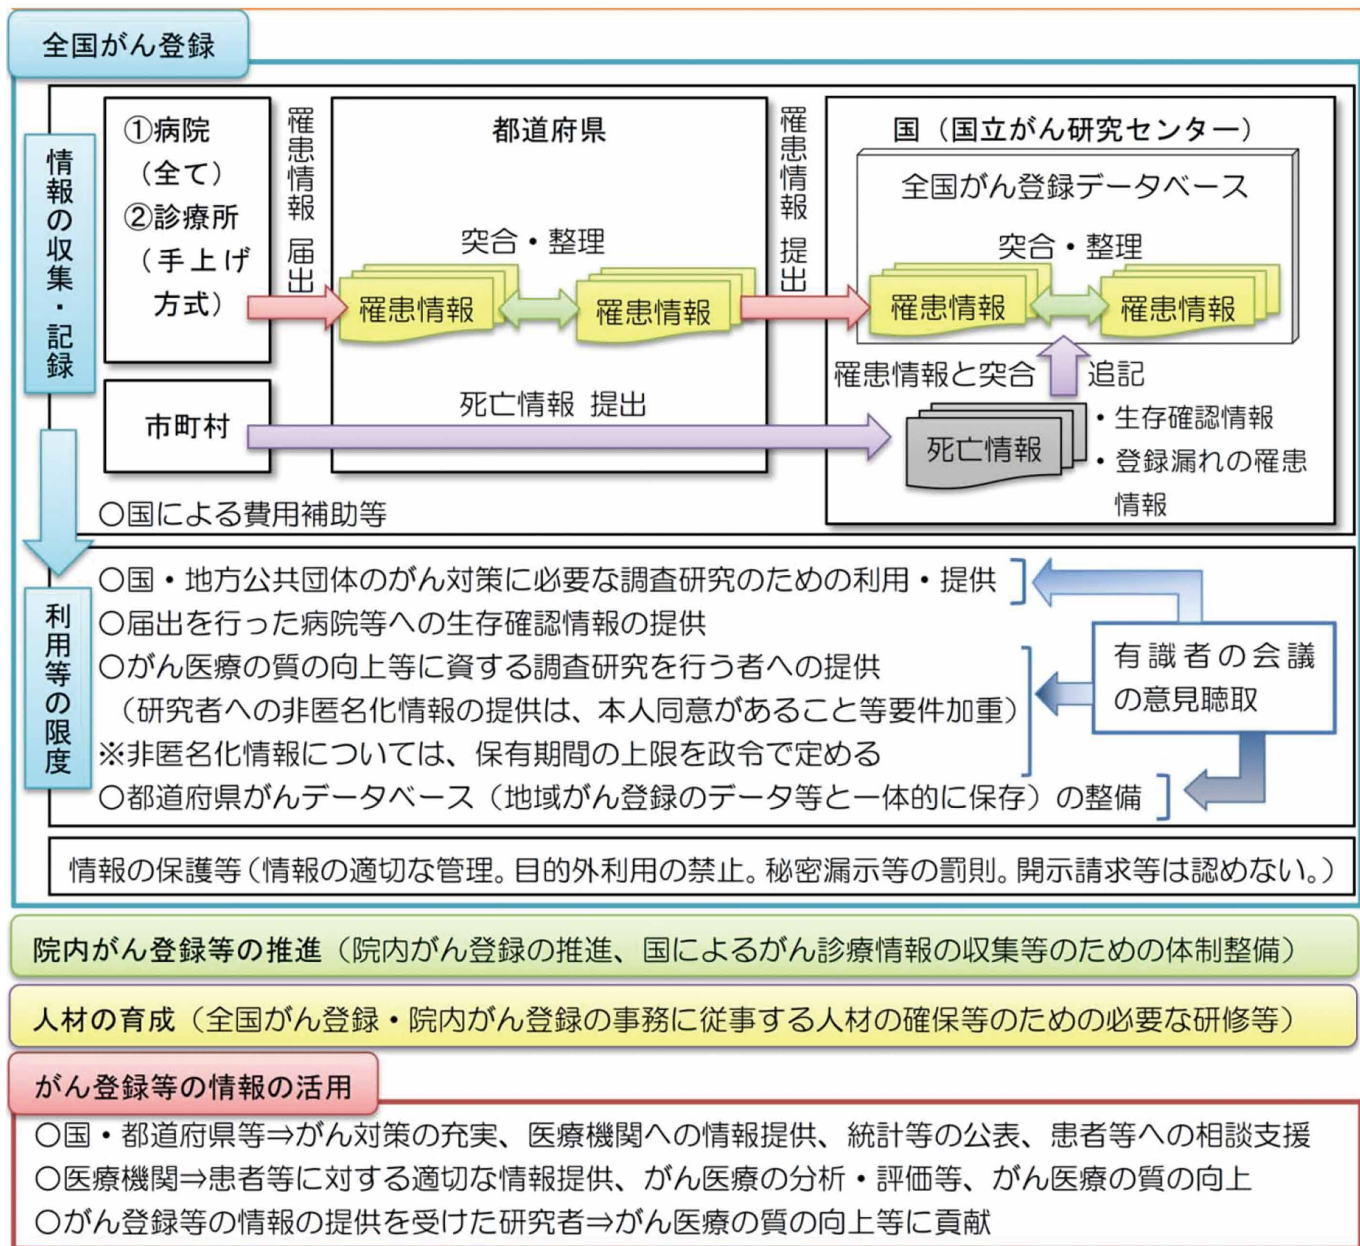 全国がん登録
情報の収集・記録
①病院
（全て）
②診療所
（手上げ
方式）
罹患情報 届出
都道府県
突合・整理
罹患情報
罹患情報
罹患情報 提出
国（国立がん研究センター）
全国がん登録データベース
突合・整理
罹患情報
罹患情報
罹患情報と突合
追記
市町村
死亡情報 提出
死亡情報
・生存確認情報
・登録漏れの罹患
情報
○国による費用補助等
利用等の限度
○国・地方公共団体のがん対策に必要な調査研究のための利用・提供
○届出を行った病院等への生存確認情報の提供
○がん医療の質の向上等に資する調査研究を行う者への提供
（研究者への非匿名化情報の提供は、本人同意があること等要件加重）
※非匿名化情報については、保有期間の上限を政令で定める
○都道府県がんデータベース（地域がん登録のデータ等と一体的に保存）の整備
有識者の会議
の意見聴取
情報の保護等（情報の適切な管理。目的外利用の禁止。秘密漏示等の罰則。開示請求等は認めない。）
院内がん登録等の推進（院内がん登録の推進、国によるがん診療情報の収集等のための体制整備）
人材の育成（全国がん登録・院内がん登録の事務に従事する人材の確保等のための必要な研修等）
がん登録等の情報の活用
○国・都道府県等⇒がん対策の充実、医療機関への情報提供、統計等の公表、患者等への相談支援
○医療機関⇒患者等に対する適切な情報提供、がん医療の分析・評価等、がん医療の質の向上
○がん登録等の情報の提供を受けた研究者⇒がん医療の質の向上等に貢献